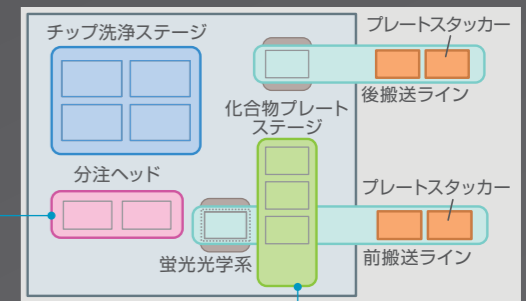 チップ洗浄ステージ
プレートスタッカー
後搬送ライン
化合物プレート
ステージ
分注ヘッド
プレートスタッカー
蛍光光学系
前搬送ライン